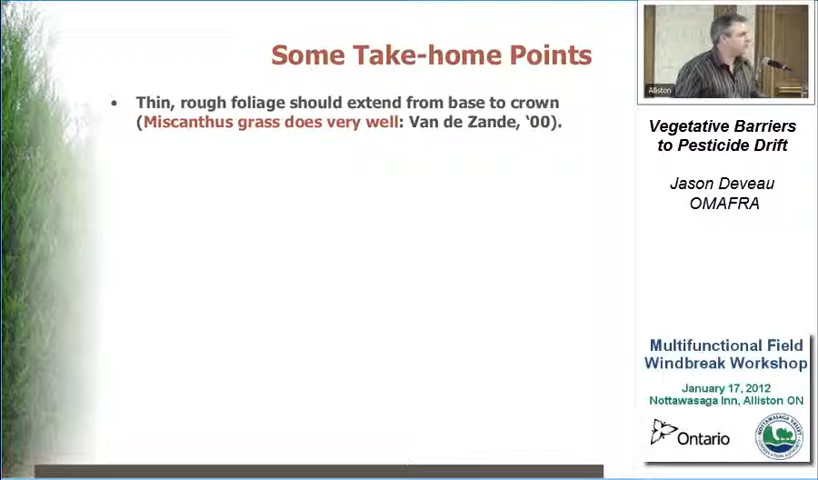 Some Take-home Points
• Thin, rough foliage should extend from base to crown
(Miscanthus grass does very well: Van de Zande, ‘00).
Alliston
Vegetative Barriers
to Pesticide Drift
Jason Deveau
OMAFRA
Multifunctional Field
Windbreak Workshop
January 17, 2012
Nottawasaga Inn, Alliston ON
Ontario